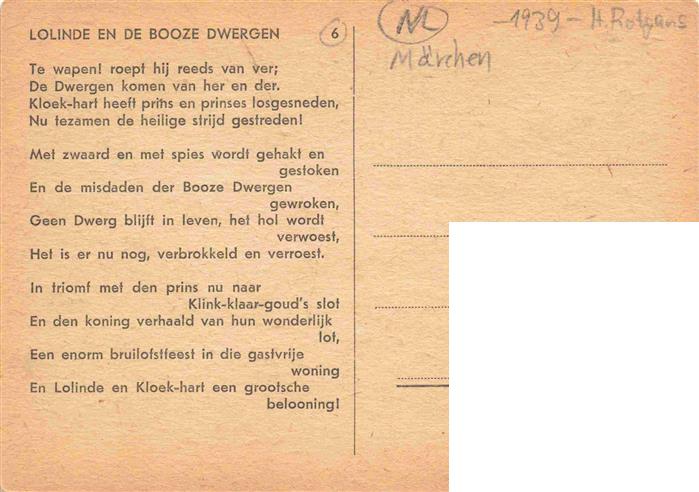 LOLINDE EN DE BOOZE DWERGEN 6
Te wapen! roept hij reeds van ver;
De Dwergen komen van her en der.
Kloek-hart heeft prins en prinses losgesneden,
Nu tezamen de heilige strijd gestreden!
Met zwaard en met spies wordt gehakt en
gestoken
En de misdaden der Booze Dwergen
gewroken,
Geen Dwerg blijft in leven, het hol wordt
verwoest,
Het is er nu nog, verbrokkeld en verroest.
In triomf met den prins nu naar
Klink-klaar-goud's slot
En den koning verhaald van hun wonderlijk
lot,
Een enorm bruilofstfeest in die gastvrije
woning
En Lolinde en Kloek-hart een grootsche
belooning!
NL -1939- H. Rotgans
Märchen